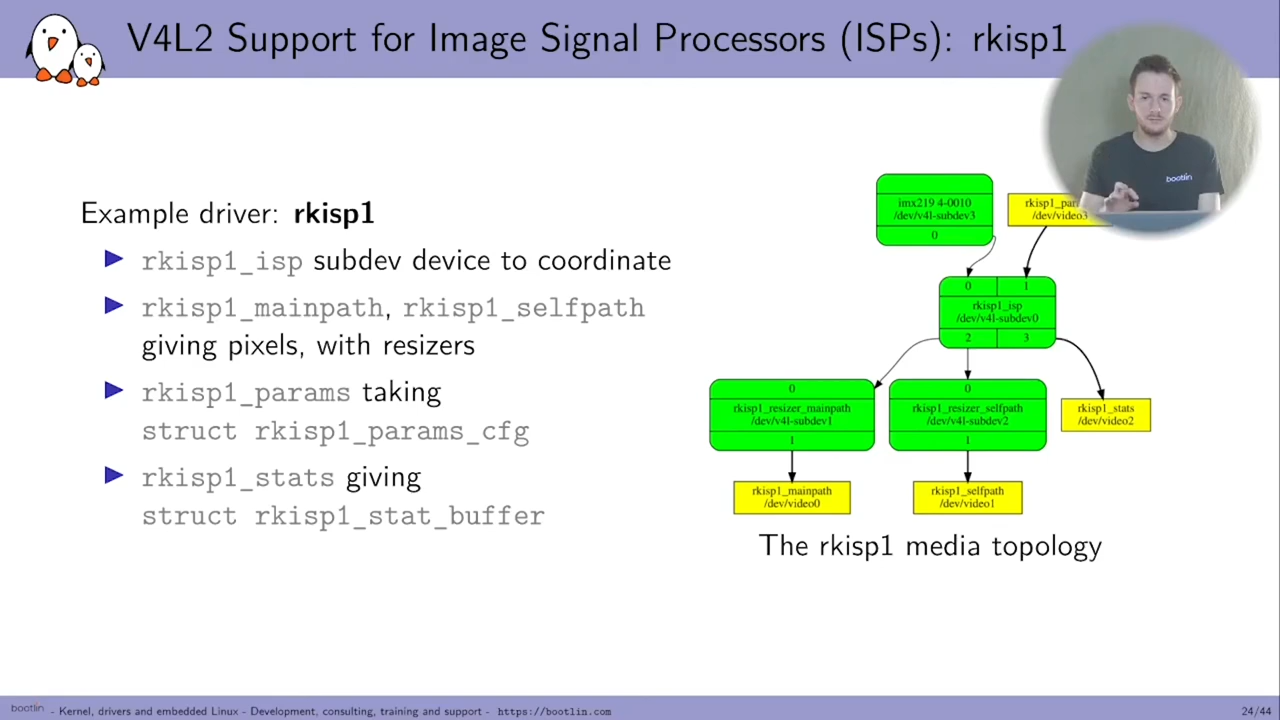 V4L2 Support for Image Signal Processors (ISPs): rkisp1
bootlin
Example driver: rkisp1
rkisp1_isp subdev device to coordinate
rkisp1_mainpath, rkisp1_selfpath
giving pixels, with resizers
rkisp1_params taking
struct rkisp1_params_cfg
rkisp1_stats giving
struct rkisp1_stat_buffer
imx219 4-0010
/dev/v4l-subdev3
0
/dev/video3
0 1
rkisp1_isp
/dev/v4l-subdev0
2 3
0
rkisp1_resizer_mainpath
/dev/v4l-subdev1
1
0
rkisp1_resizer_selfpath
/dev/v4l-subdev2
1
rkisp1_stats
/dev/video2
rkisp1_mainpath
/dev/video0
rkisp1_selfpath
/dev/video1
The rkisp1 media topology
bootlin - Kernel, drivers and embedded Linux - Development, consulting, training and support - https://bootlin.com
24/44